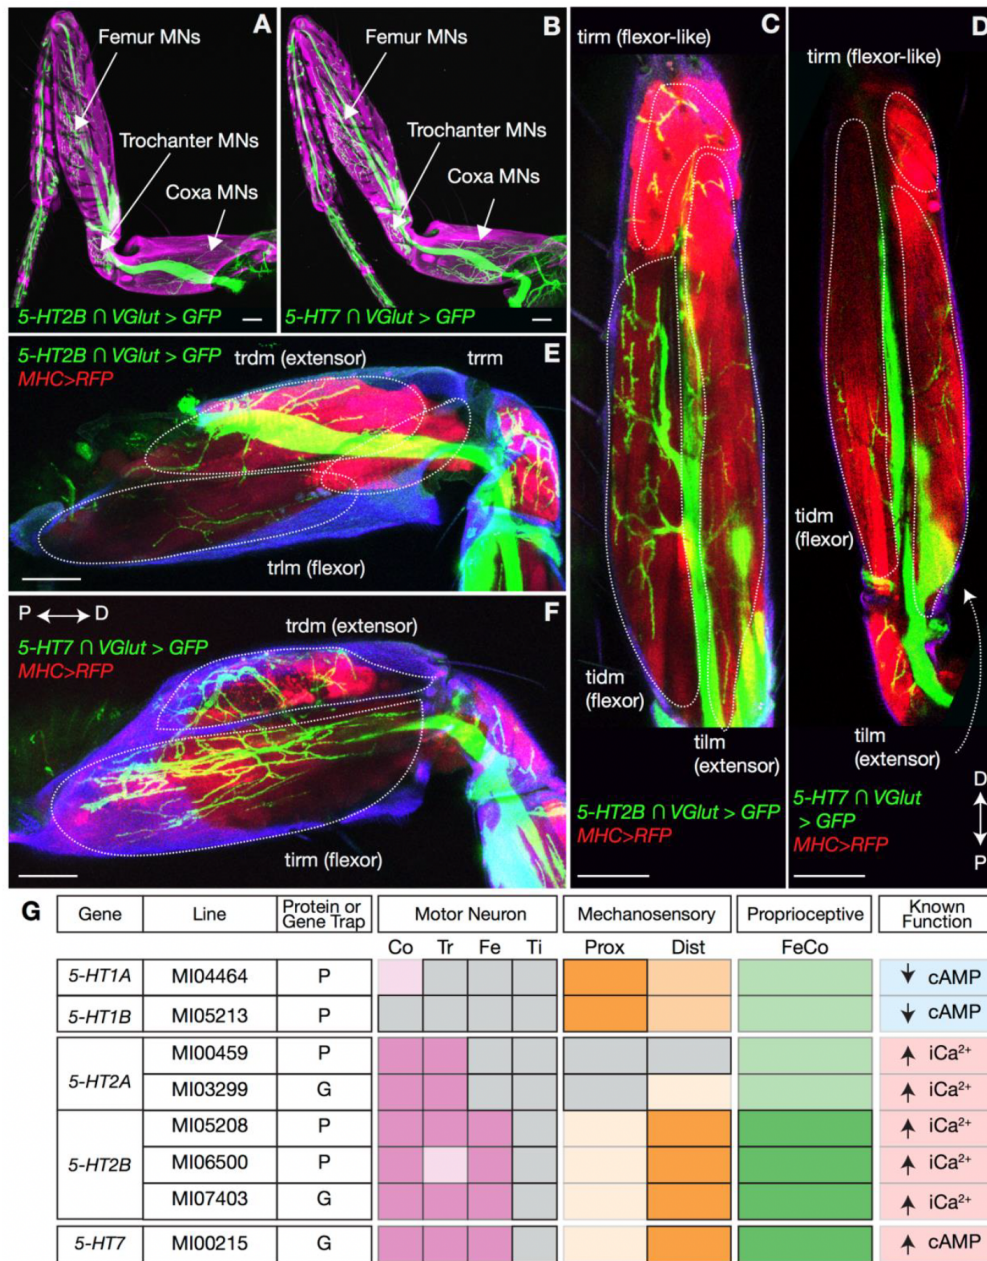 A
Femur MNs
Trochanter MNs
Coxa MNs
5-HT2B ∩ VGlut > GFP
B
Femur MNs
Trochanter MNs
Coxa MNs
5-HT7 ∩ VGlut > GFP
C
tirm (flexor-like)
tidm
(flexor)
tilm
(extensor)
5-HT2B ∩ VGlut > GFP
MHC>RFP
D
tirm (flexor-like)
tidm
(flexor)
tilm
(extensor)
5-HT7 ∩ VGlut
> GFP
MHC>RFP
D
P
E
5-HT2B ∩ VGlut > GFP
MHC>RFP
trdm (extensor)
trrm
trlm (flexor)
F
P ⟷ D
5-HT7 ∩ VGlut > GFP
MHC>RFP
trdm (extensor)
tirm (flexor)
G
Gene Line Protein or Gene Trap Motor Neuron Mechanosensory Proprioceptive Known Function
Co Tr Fe Ti Prox Dist FeCo
5-HT1A MI04464 P ↓ cAMP
5-HT1B MI05213 P ↓ cAMP
5-HT2A MI00459 P ↑ iCa²⁺
MI03299 G ↑ iCa²⁺
5-HT2B MI05208 P ↑ iCa²⁺
MI06500 P ↑ iCa²⁺
MI07403 G ↑ iCa²⁺
5-HT7 MI00215 G ↑ cAMP